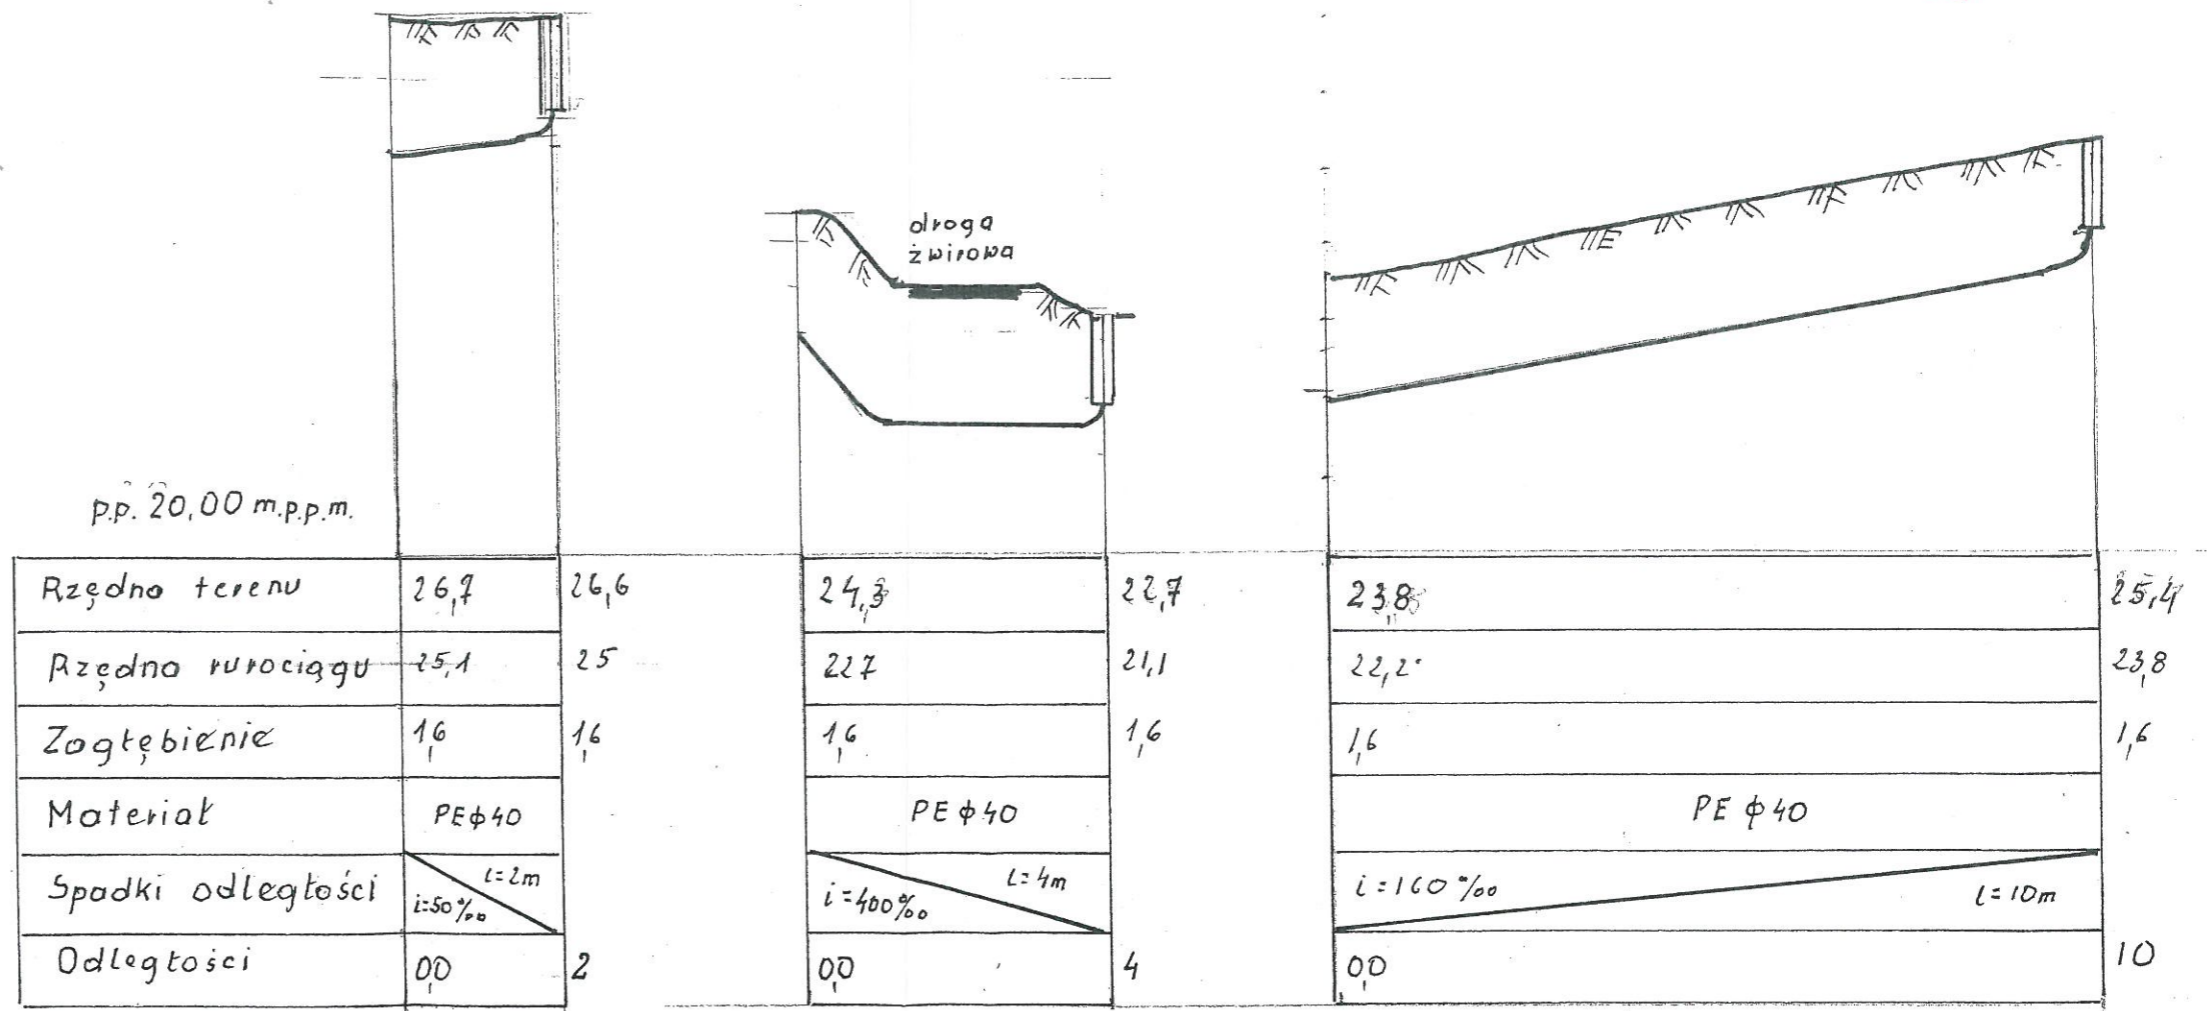 droga
żwirowa
p.p. 20,00 m.p.p.m.
Rzędna terenu 26,7 26,6 24,3 22,7 23,8 25,4
Rzędna rurociągu 25,1 25 22,7 21,1 22,2 23,8
Zagłębienie 1,6 1,6 1,6 1,6 1,6 1,6
Materiał PEϕ40 PE ϕ40 PE ϕ40
Spadki odległości i=50‰ l=2m i=400‰ l=4m i=160‰ l=10m
Odległości 0,0 2 0,0 4 0,0 10